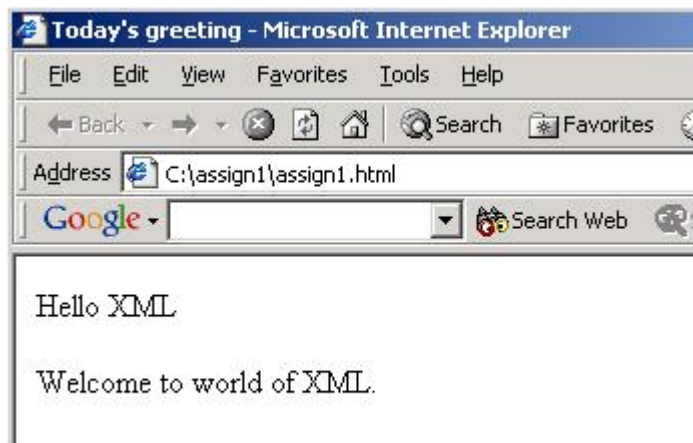 Today's greeting - Microsoft Internet Explorer
File Edit View Favorites Tools Help
Back Search Favorites
Address C:\assign1\assign1.html
Google Search Web
Hello XML
Welcome to world of XML.